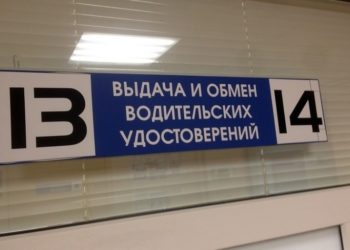 13 ВЫДАЧА И ОБМЕН 14
ВОДИТЕЛЬСКИХ
УДОСТОВЕРЕНИЙ